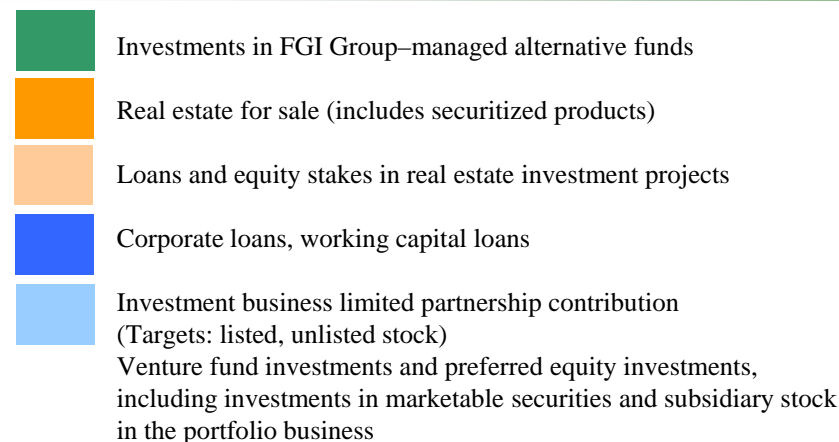 Investments in FGI Group–managed alternative funds
Real estate for sale (includes securitized products)
Loans and equity stakes in real estate investment projects
Corporate loans, working capital loans
Investment business limited partnership contribution
(Targets: listed, unlisted stock)
Venture fund investments and preferred equity investments,
including investments in marketable securities and subsidiary stock
in the portfolio business